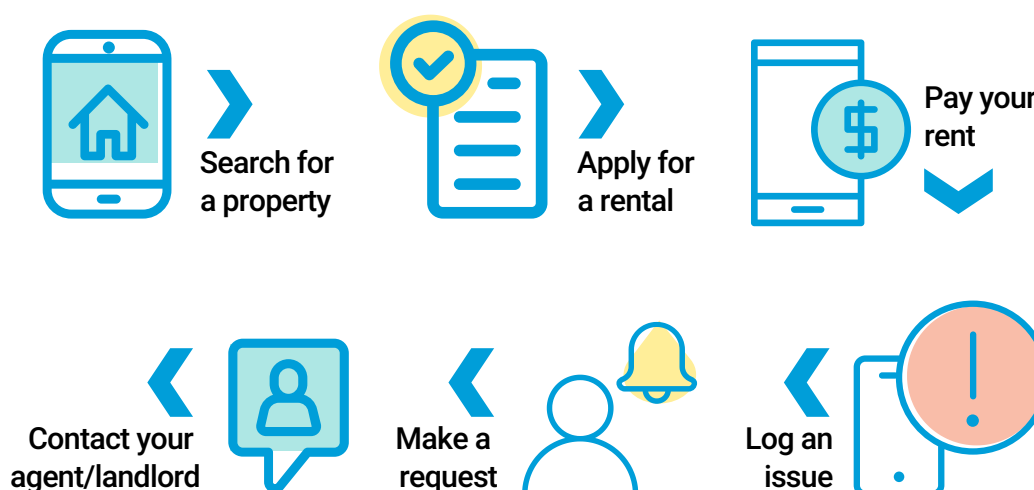 Search for
a property
Apply for
a rental
Pay your
rent
Log an
issue
Make a
request
Contact your
agent/landlord